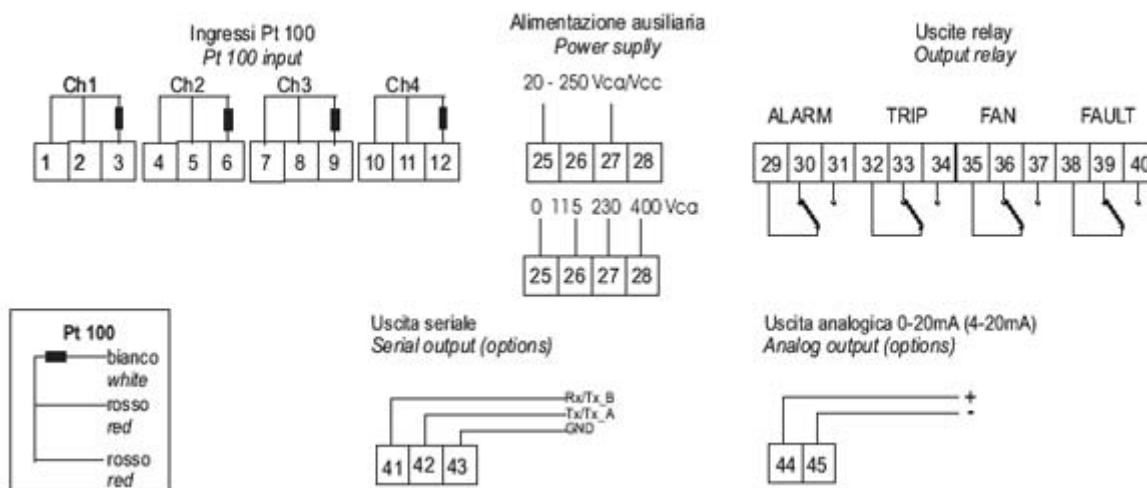 Ingressi Pt 100
Pt 100 input
Ch1 Ch2 Ch3 Ch4
1 2 3 4 5 6 7 8 9 10 11 12
Alimentazione ausiliaria
Power suplly
20 - 250 Vca/Vcc
25 26 27 28
0 115 230 400 Vca
25 26 27 28
Uscite relay
Output relay
ALARM TRIP FAN FAULT
29 30 31 32 33 34 35 36 37 38 39 40
Pt 100
bianco
white
rosso
red
rosso
red
Uscita seriale
Serial output (options)
Rx/Tx_B
Tx/Tx_A
GND
41 42 43
Uscita analogica 0-20mA (4-20mA)
Analog output (options)
+
-
44 45